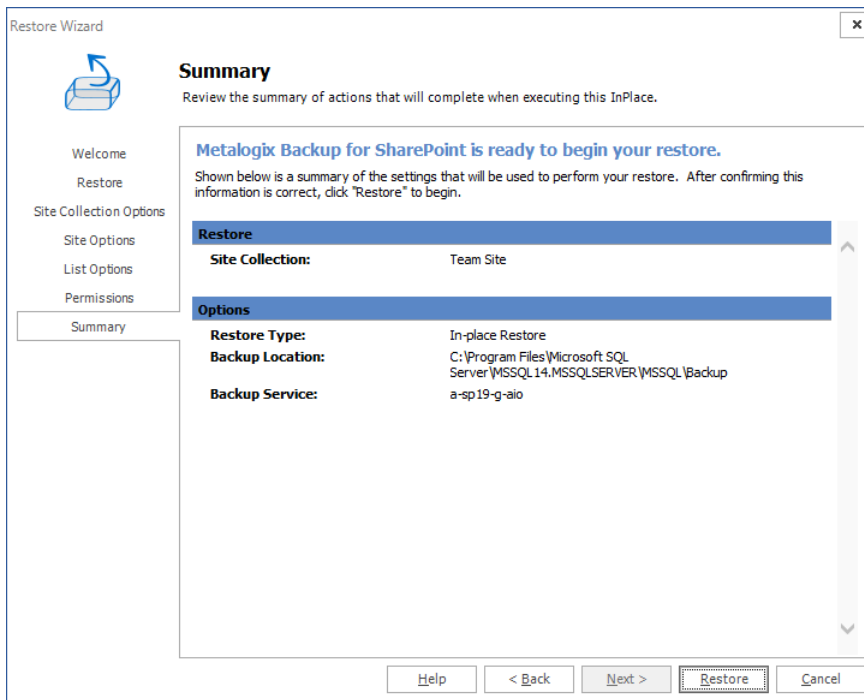 Restore Wizard
Summary
Review the summary of actions that will complete when executing this InPlace.
Welcome
Restore
Site Collection Options
Site Options
List Options
Permissions
Summary
Metalogix Backup for SharePoint is ready to begin your restore.
Shown below is a summary of the settings that will be used to perform your restore.  After confirming this
information is correct, click "Restore" to begin.
Restore
Site Collection: Team Site
Options
Restore Type: In-place Restore
Backup Location: C:\Program Files\Microsoft SQL
Server\MSSQL14.MSSQLSERVER\MSSQL\Backup
Backup Service: a-sp19-g-aio
Help < Back Next > Restore Cancel